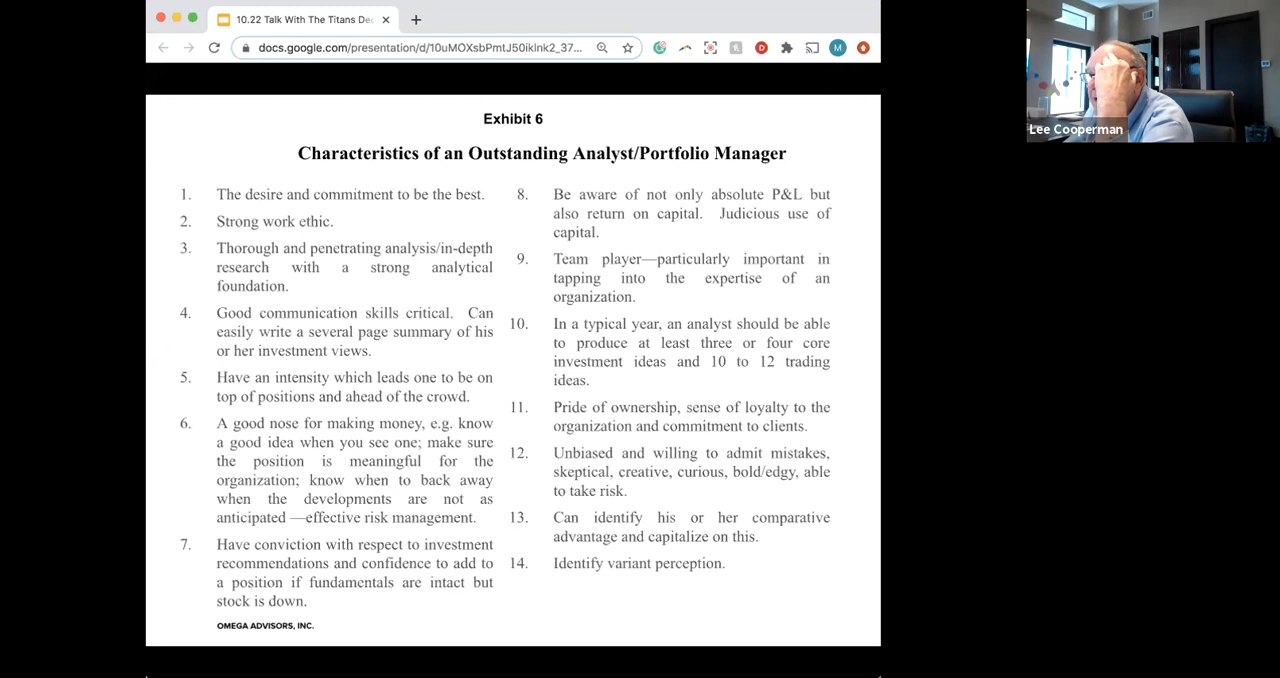 10.22 Talk With The Titans De
docs.google.com/presentation/d/10uMOXsbPmtJ50iklnk2_37...
M
D
Lee Cooperman
Exhibit 6
Characteristics of an Outstanding Analyst/Portfolio Manager
1. The desire and commitment to be the best.
2. Strong work ethic.
3. Thorough and penetrating analysis/in-depth
research with a strong analytical
foundation.
4. Good communication skills critical. Can
easily write a several page summary of his
or her investment views.
5. Have an intensity which leads one to be on
top of positions and ahead of the crowd.
6. A good nose for making money, e.g. know
a good idea when you see one; make sure
the position is meaningful for the
organization; know when to back away
when the developments are not as
anticipated —effective risk management.
7. Have conviction with respect to investment
recommendations and confidence to add to
a position if fundamentals are intact but
stock is down.
8. Be aware of not only absolute P&L but
also return on capital. Judicious use of
capital.
9. Team player—particularly important in
tapping into the expertise of an
organization.
10. In a typical year, an analyst should be able
to produce at least three or four core
investment ideas and 10 to 12 trading
ideas.
11. Pride of ownership, sense of loyalty to the
organization and commitment to clients.
12. Unbiased and willing to admit mistakes,
skeptical, creative, curious, bold/edgy, able
to take risk.
13. Can identify his or her comparative
advantage and capitalize on this.
14. Identify variant perception.
OMEGA ADVISORS, INC.